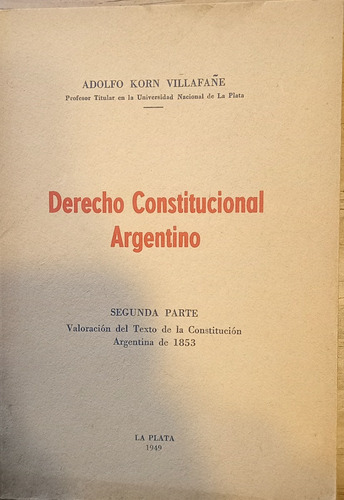 ADOLFO KORN VILLAFAÑE
Profesor Titular en la Universidad Nacional de La Plata
Derecho Constitucional
Argentino
SEGUNDA PARTE
Valoración del Texto de la Constitución
Argentina de 1853
LA PLATA
1949